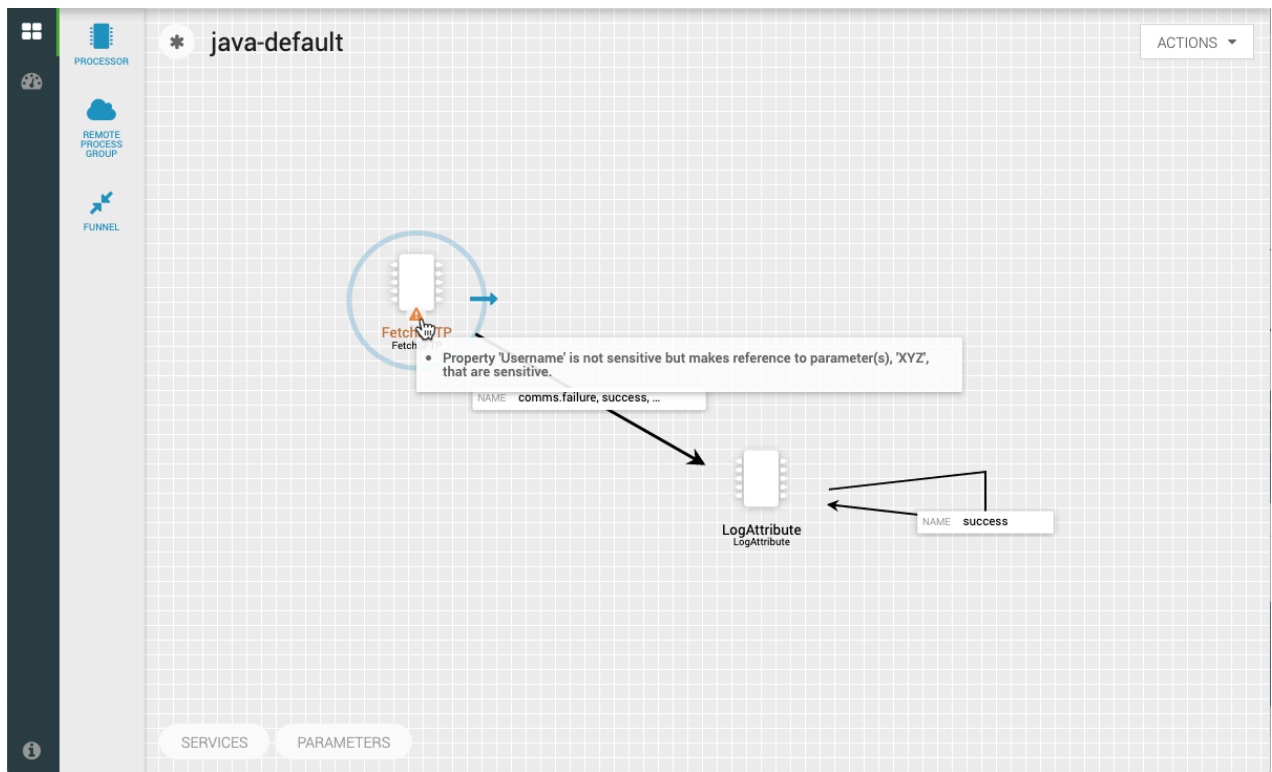 java-default
ACTIONS
PROCESSOR
REMOTE
PROCESS
GROUP
FUNNEL
• Property 'Username' is not sensitive but makes reference to parameter(s), 'XYZ',
that are sensitive.
NAME comms.failure, success, ...
LogAttribute
LogAttribute
NAME success
SERVICES
PARAMETERS